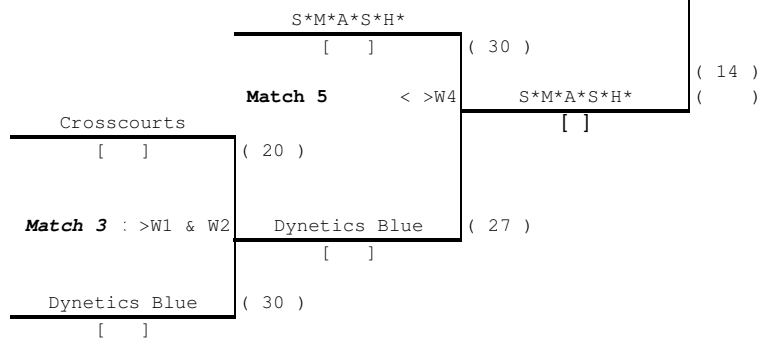 S*M*A*S*H*
[ ] ( 30 )
( 14 )
Match 5 < >W4 S*M*A*S*H* ( )
Crosscourts [ ]
[ ] ( 20 )
Match 3 : >W1 & W2 Dynetics Blue ( 27 )
[ ]
Dynetics Blue ( 30 )
[ ]